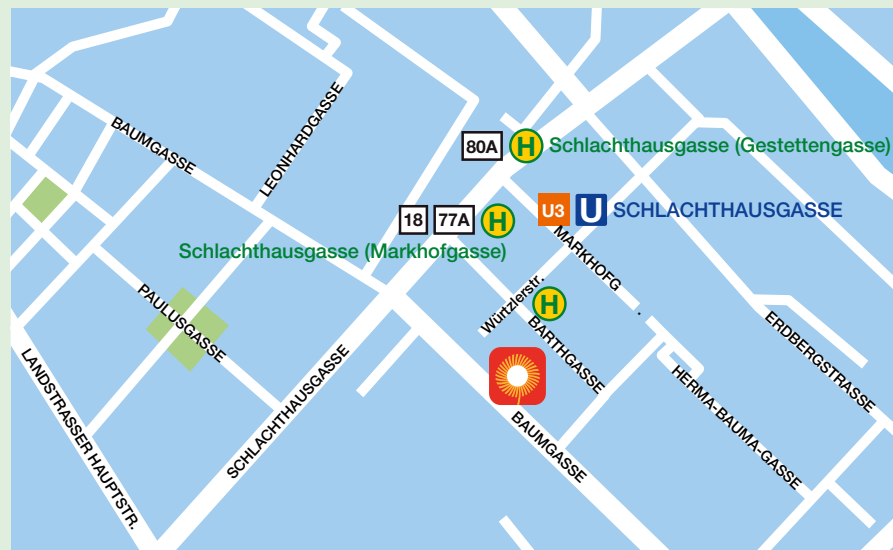 BAUMGASSE
LEONHARDGASSE
80A H Schlachthausgasse (Gestettengasse)
18 77A H
U3 U SCHLACHTHAUSGASSE
Schlachthausgasse (Markhofgasse)
MARKHOFG.
Würtzlerstr.
H
PAULUSGASSE
BARTHGASSE
ERDBERGSTRASSE
LANDSTRASSER HAUPTSTR.
SCHLACHTHAUSGASSE
HERMA-BAUMA-GASSE
BAUMGASSE